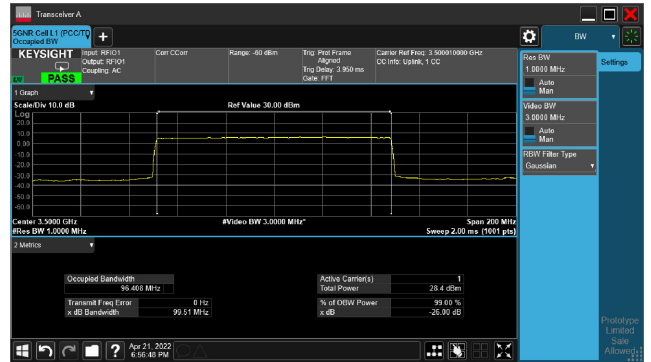 Transceiver A
5GNR Cell L1 (PCC/TD
Occupied BW
KEYSIGHT
PASS
Input: RFIO1
Output: RFIO1
Coupling: AC
Corr CCorr
Range: -60 dBm
Trig: Prot Frame
Aligned
Trig Delay: 3.950 ms
Gate: FFT
Carrier Ref Freq: 3.500010000 GHz
CC Info: Uplink, 1 CC
1 Graph
Scale/Div 10.0 dB
Ref Value 30.00 dBm
Log
20.0
10.0
0.00
-10.0
-20.0
-30.0
-40.0
-50.0
-60.0
Center 3.5000 GHz
#Video BW 3.0000 MHz*
Span 200 MHz
#Res BW 1.0000 MHz
Sweep 2.00 ms (1001 pts)
2 Metrics
Occupied Bandwidth
96.408 MHz
Active Carrier(s) 1
Total Power 28.4 dBm
Transmit Freq Error 0 Hz
x dB Bandwidth 99.51 MHz
% of OBW Power 99.00 %
x dB -26.00 dB
Apr 21, 2022
6:56:48 PM
BW
Settings
Res BW
1.0000 MHz
Auto
Man
Video BW
3.0000 MHz
Auto
Man
RBW Filter Type
Gaussian
Prototype
Limited
Sale
Allowed